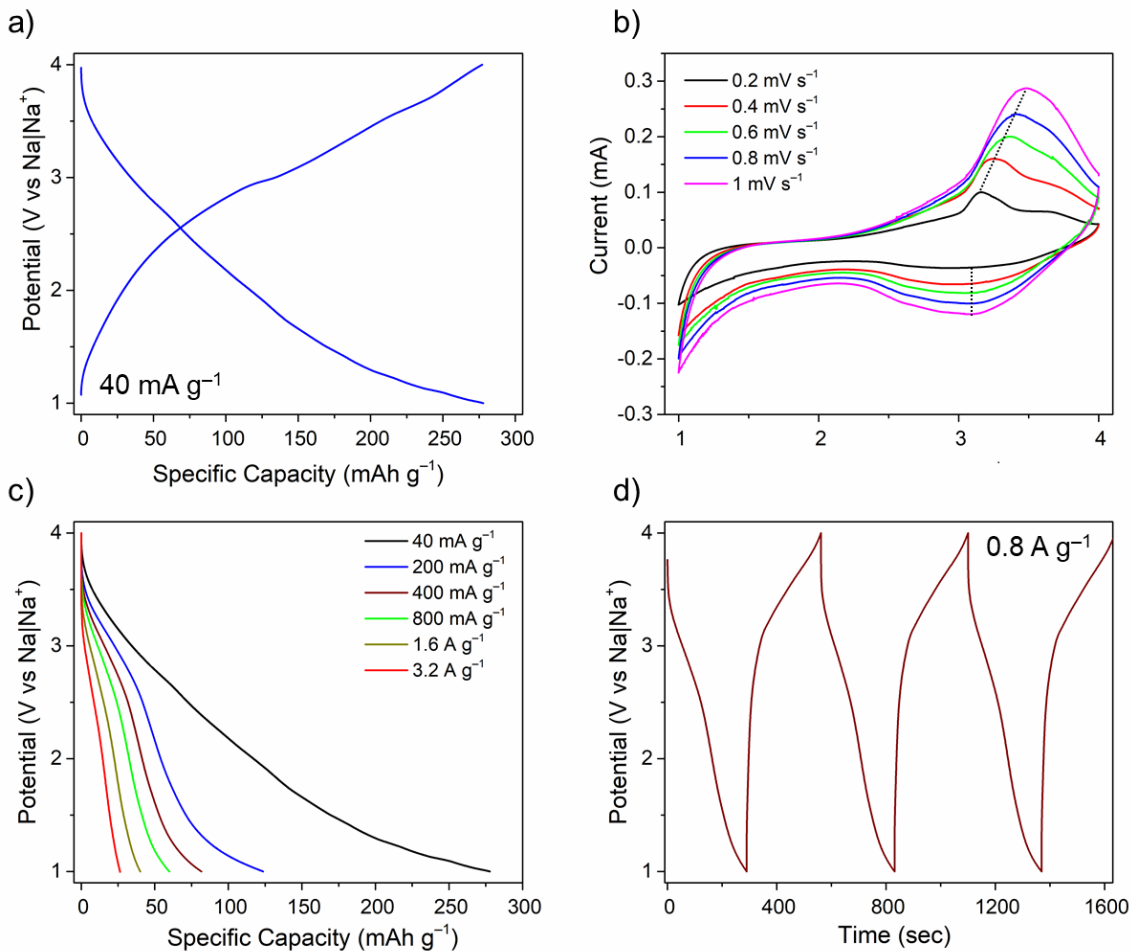 a)
Potential (V vs Na|Na⁺)
4
3
2
1
40 mA g⁻¹
0 50 100 150 200 250 300
Specific Capacity (mAh g⁻¹)
b)
Current (mA)
0.3
0.2
0.1
0.0
-0.1
-0.2
-0.3
0.2 mV s⁻¹
0.4 mV s⁻¹
0.6 mV s⁻¹
0.8 mV s⁻¹
1 mV s⁻¹
1 2 3 4
c)
Potential (V vs Na|Na⁺)
4
3
2
1
40 mA g⁻¹
200 mA g⁻¹
400 mA g⁻¹
800 mA g⁻¹
1.6 A g⁻¹
3.2 A g⁻¹
0 50 100 150 200 250 300
Specific Capacity (mAh g⁻¹)
d)
Potential (V vs Na|Na⁺)
4
3
2
1
0.8 A g⁻¹
0 400 800 1200 1600
Time (sec)